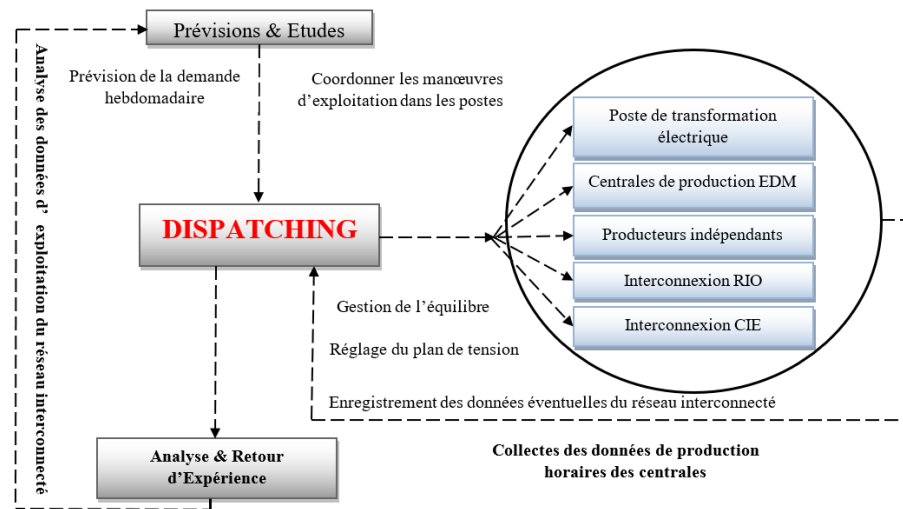 Prévisions & Etudes
Prévision de la demande
hebdomadaire
Coordonner les manœuvres
d'exploitation dans les postes
Analyse des données d' exploitation du réseau interconnecté
Poste de transformation
électrique
Centrales de production EDM
Producteurs indépendants
Interconnexion RIO
Interconnexion CIE
DISPATCHING
Gestion de l'équilibre
Réglage du plan de tension
Enregistrement des données éventuelles du réseau interconnecté
Analyse & Retour
d'Expérience
Collectes des données de production
horaires des centrales